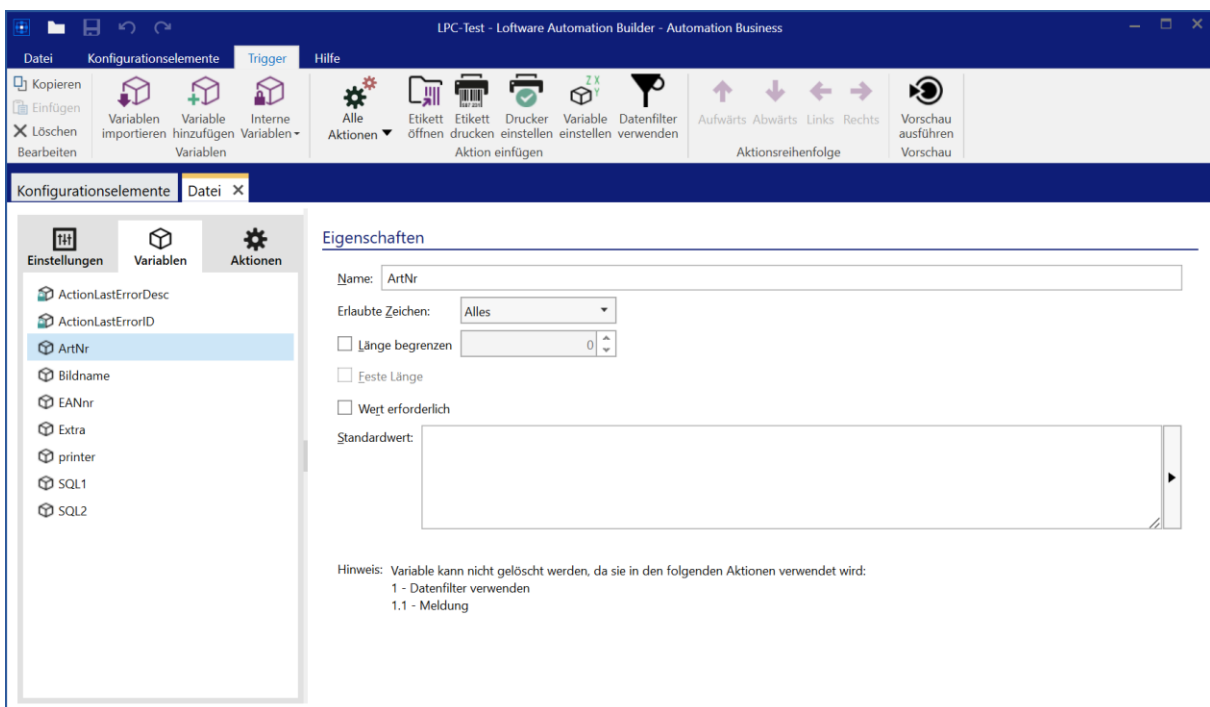 LPC-Test - Loftware Automation Builder - Automation Business
Datei Konfigurationselemente Trigger Hilfe
Kopieren
Einfügen
Löschen
Bearbeiten
Variablen importieren
Variable hinzufügen
Interne Variablen
Variablen
Alle Aktionen
Etikett öffnen
Etikett drucken
Drucker einstellen
Z X Y
Variable einstellen
Datenfilter verwenden
Aktion einfügen
Aufwärts Abwärts Links Rechts
Aktionsreihenfolge
Vorschau ausführen
Vorschau
Konfigurationselemente Datei
Einstellungen Variablen Aktionen
ActionLastErrorDesc
ActionLastErrorID
ArtNr
Bildname
EANnr
Extra
printer
SQL1
SQL2
Eigenschaften
Name: ArtNr
Erlaubte Zeichen: Alles
Länge begrenzen 0
Feste Länge
Wert erforderlich
Standardwert:
Hinweis: Variable kann nicht gelöscht werden, da sie in den folgenden Aktionen verwendet wird:
1 - Datenfilter verwenden
1.1 - Meldung